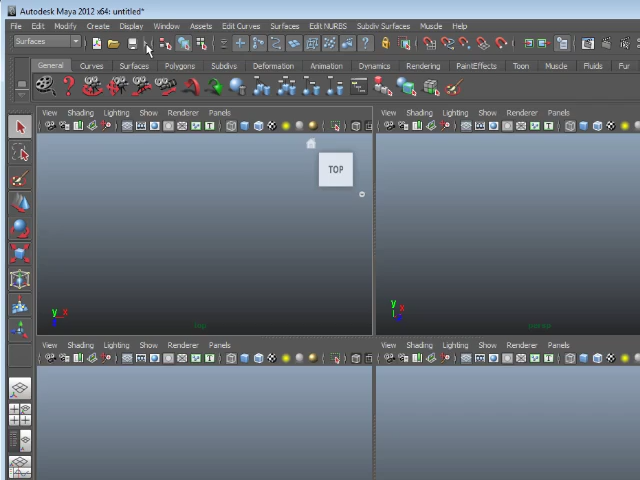 Autodesk Maya 2012 x64: untitled*
File Edit Modify Create Display Window Assets Edit Curves Surfaces Edit NURBS Subdiv Surfaces Muscle Help
Surfaces
General Curves Surfaces Polygons Subdivs Deformation Animation Dynamics Rendering PaintEffects Toon Muscle Fluids Fur
View Shading Lighting Show Renderer Panels
View Shading Lighting Show Renderer Panels
TOP
y x
y x
top
View Shading Lighting Show Renderer Panels
View Shading Lighting Show Renderer Panels